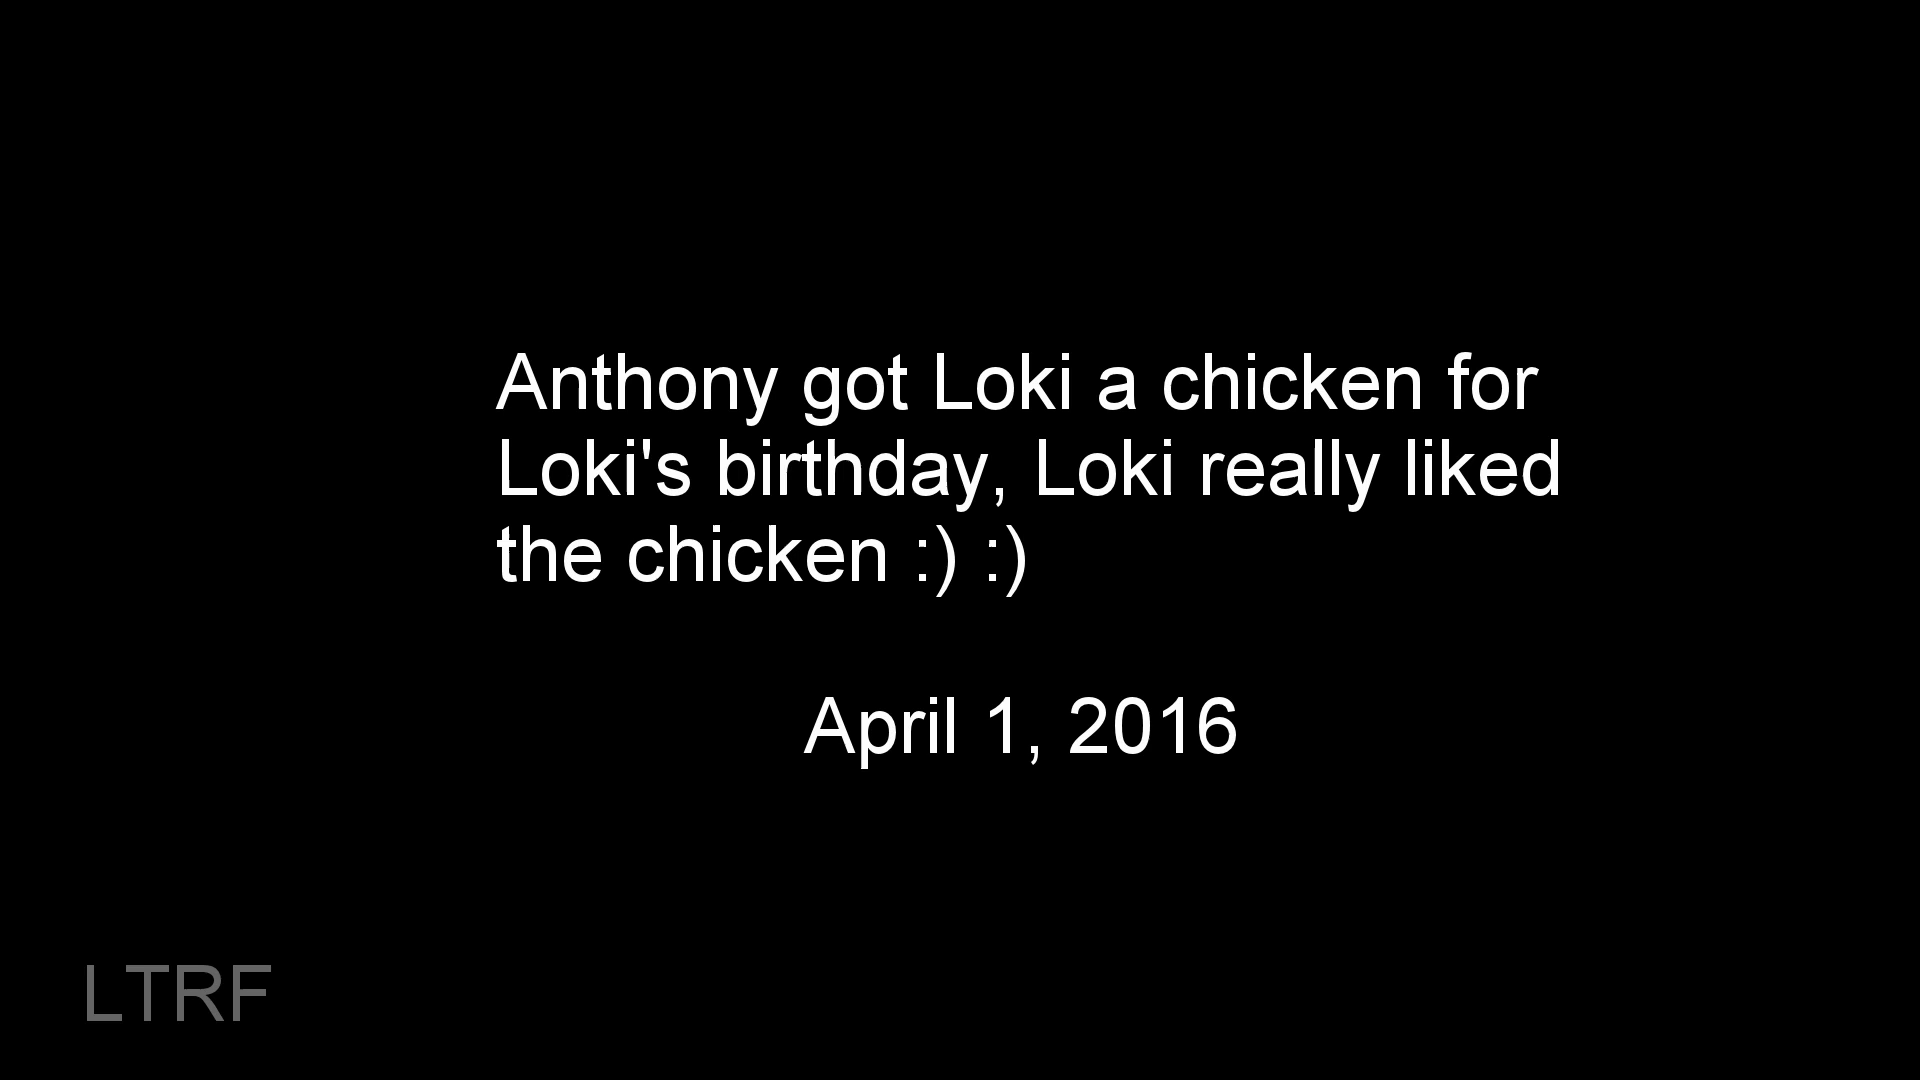 Anthony got Loki a chicken for
Loki's birthday, Loki really liked
the chicken :) :)
April 1, 2016
LTRF